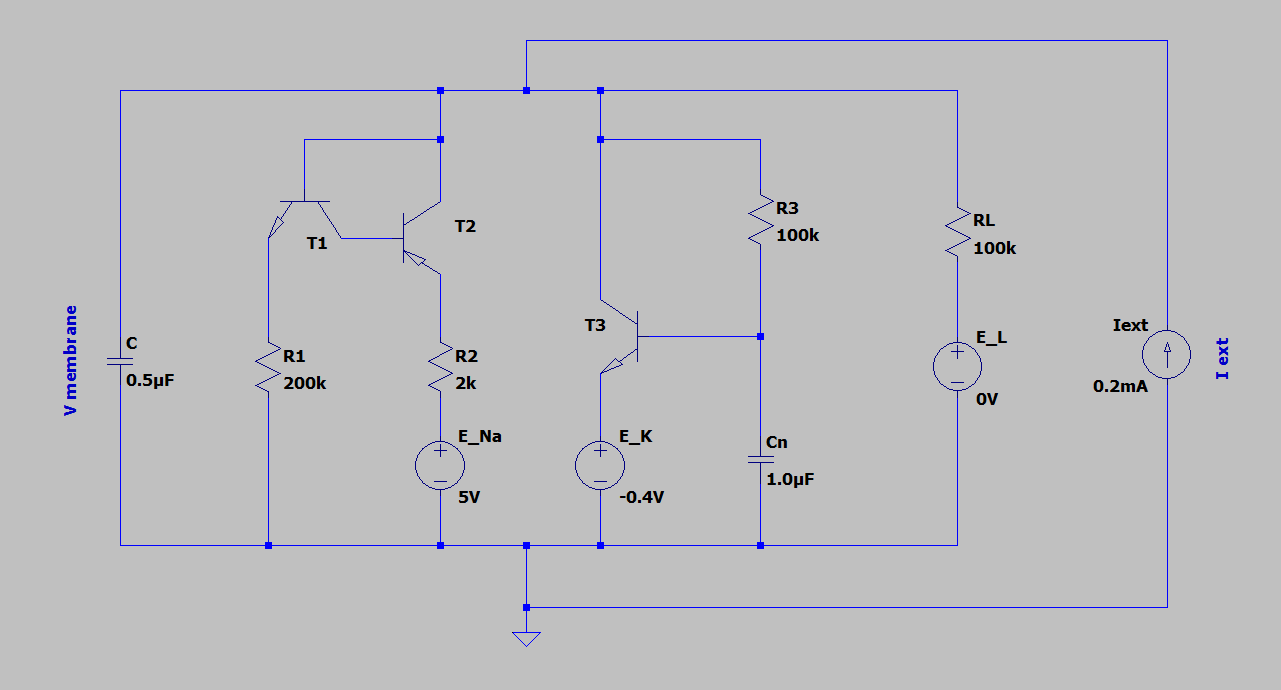 V membrane
C
0.5µF
T1
R1
200k
T2
R2
2k
E_Na
5V
T3
E_K
-0.4V
R3
100k
Cn
1.0µF
RL
100k
E_L
0V
Iext
0.2mA
I ext